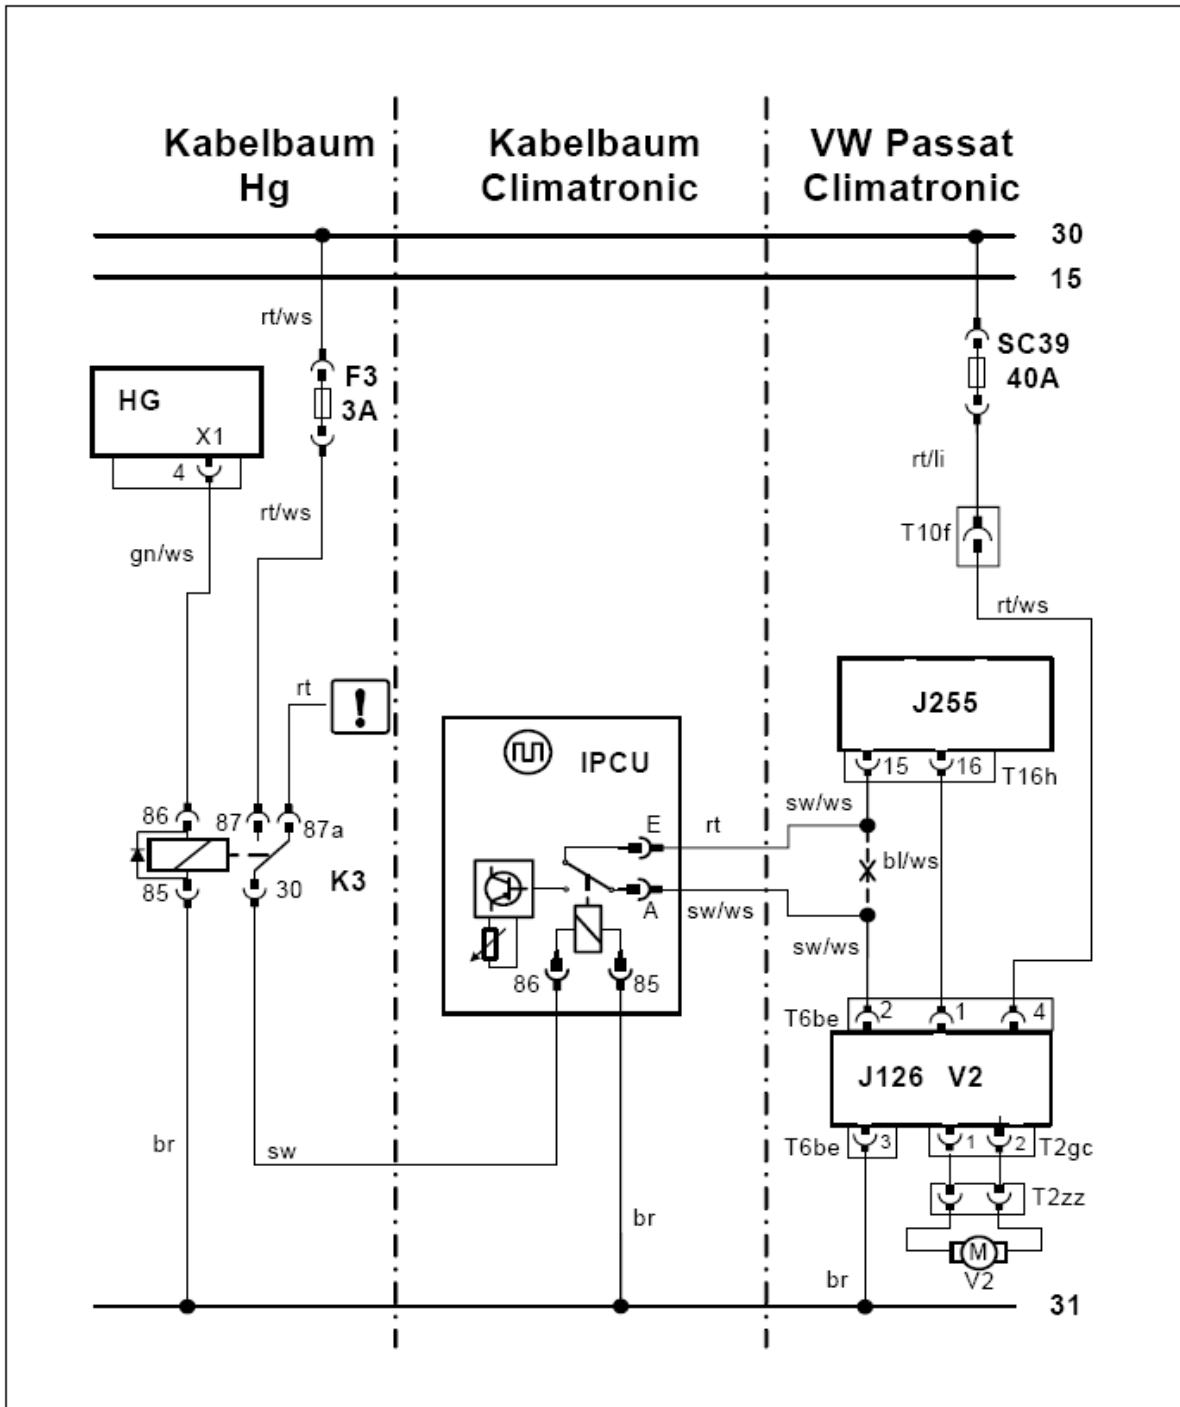 Kabelbaum
Hg
Kabelbaum
Climatronic
VW Passat
Climatronic
30
15
rt/ws
SC39
40A
F3
3A
HG
X1
4
rt/li
rt/ws
T10f
gn/ws
rt/ws
rt
!
J255
IPCU
15
16
T16h
sw/ws
86
87
87a
E
rt
bl/ws
K3
85
30
A
sw/ws
sw/ws
86
85
T6be
2
1
4
J126 V2
br
sw
T6be
3
1
2
T2gc
T2zz
br
M
V2
br
31